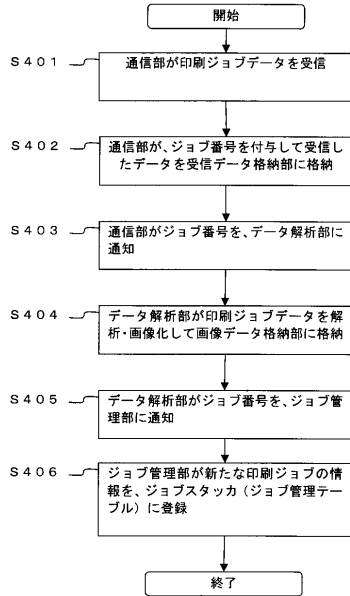 開始
S401
通信部が印刷ジョブデータを受信
S402
通信部が、ジョブ番号を付与して受信し
たデータを受信データ格納部に格納
S403
通信部がジョブ番号を、データ解析部に
通知
S404
データ解析部が印刷ジョブデータを解
析・画像化して画像データ格納部に格納
S405
データ解析部がジョブ番号を、ジョブ管
理部に通知
S406
ジョブ管理部が新たな印刷ジョブの情
報を、ジョブスタッカ（ジョブ管理テー
ブル）に登録
終了